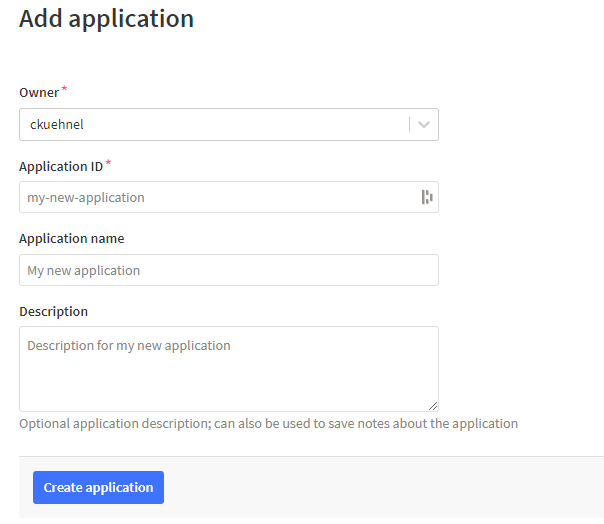 Add application
Owner *
ckuehnel
Application ID *
my-new-application
Application name
My new application
Description
Description for my new application
Optional application description; can also be used to save notes about the application
Create application